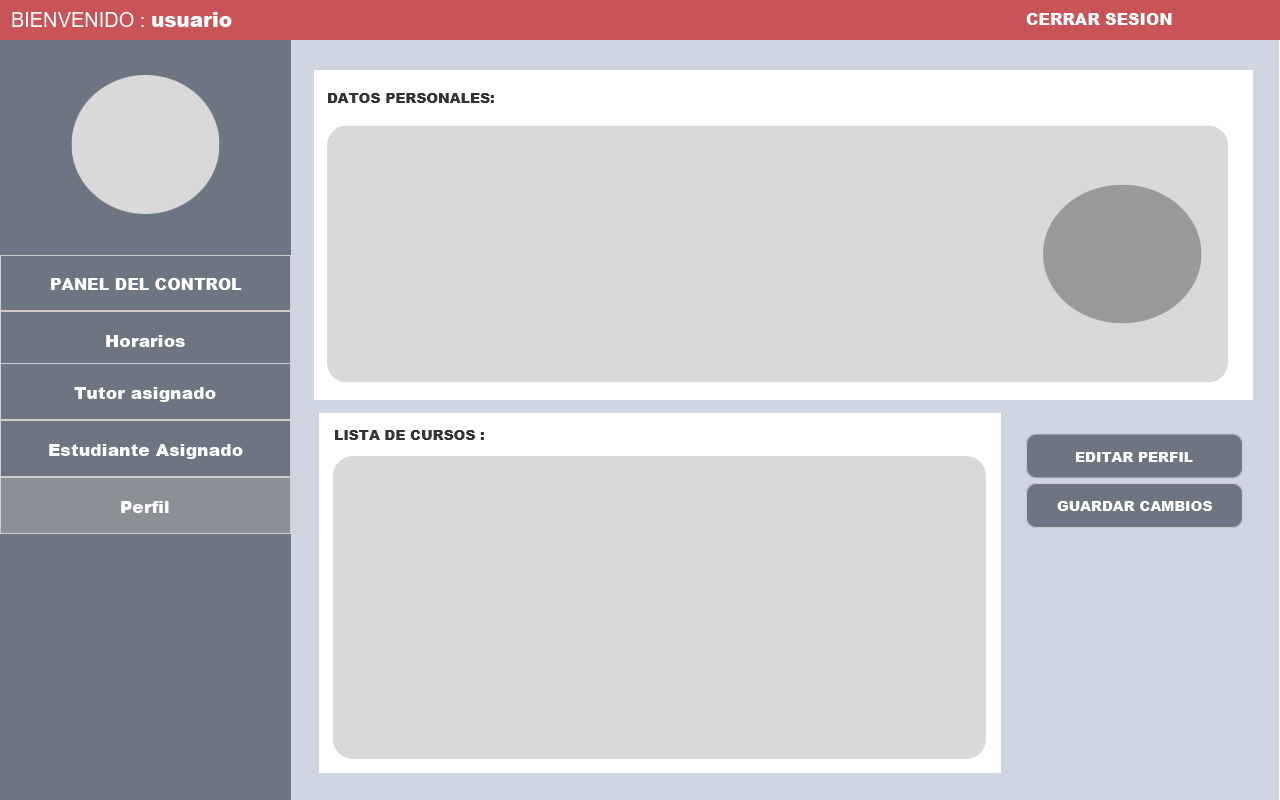 BIENVENIDO : usuario
CERRAR SESION
PANEL DEL CONTROL
Horarios
Tutor asignado
Estudiante Asignado
Perfil
DATOS PERSONALES:
LISTA DE CURSOS :
EDITAR PERFIL
GUARDAR CAMBIOS